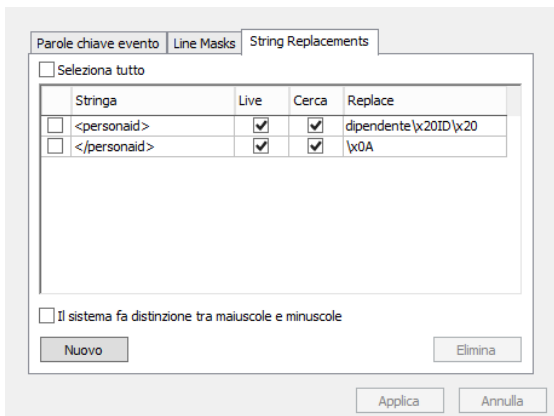 Parole chiave evento Line Masks String Replacements
Seleziona tutto
Stringa Live Cerca Replace
<personaid> dipendente\x20ID\x20
</personaid> \x0A
Il sistema fa distinzione tra maiuscole e minuscole
Nuovo Elimina
Applica Annulla